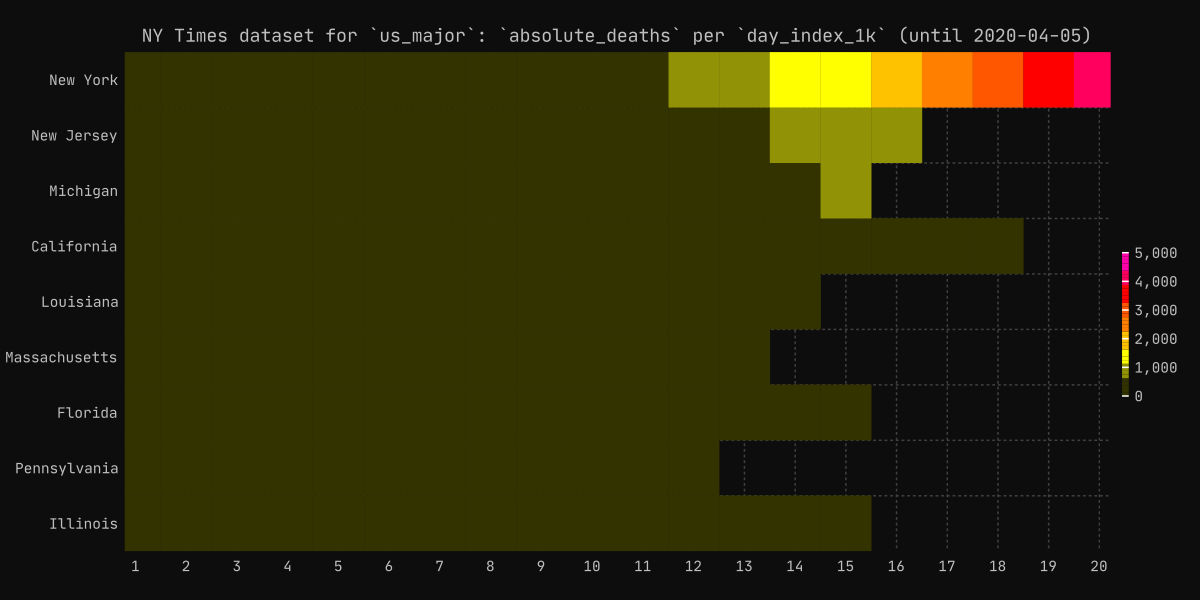 NY Times dataset for `us_major`: `absolute_deaths` per `day_index_1k` (until 2020-04-05)
New York
New Jersey
Michigan
California
Louisiana
Massachusetts
Florida
Pennsylvania
Illinois
1 2 3 4 5 6 7 8 9 10 11 12 13 14 15 16 17 18 19 20
5,000
4,000
3,000
2,000
1,000
0